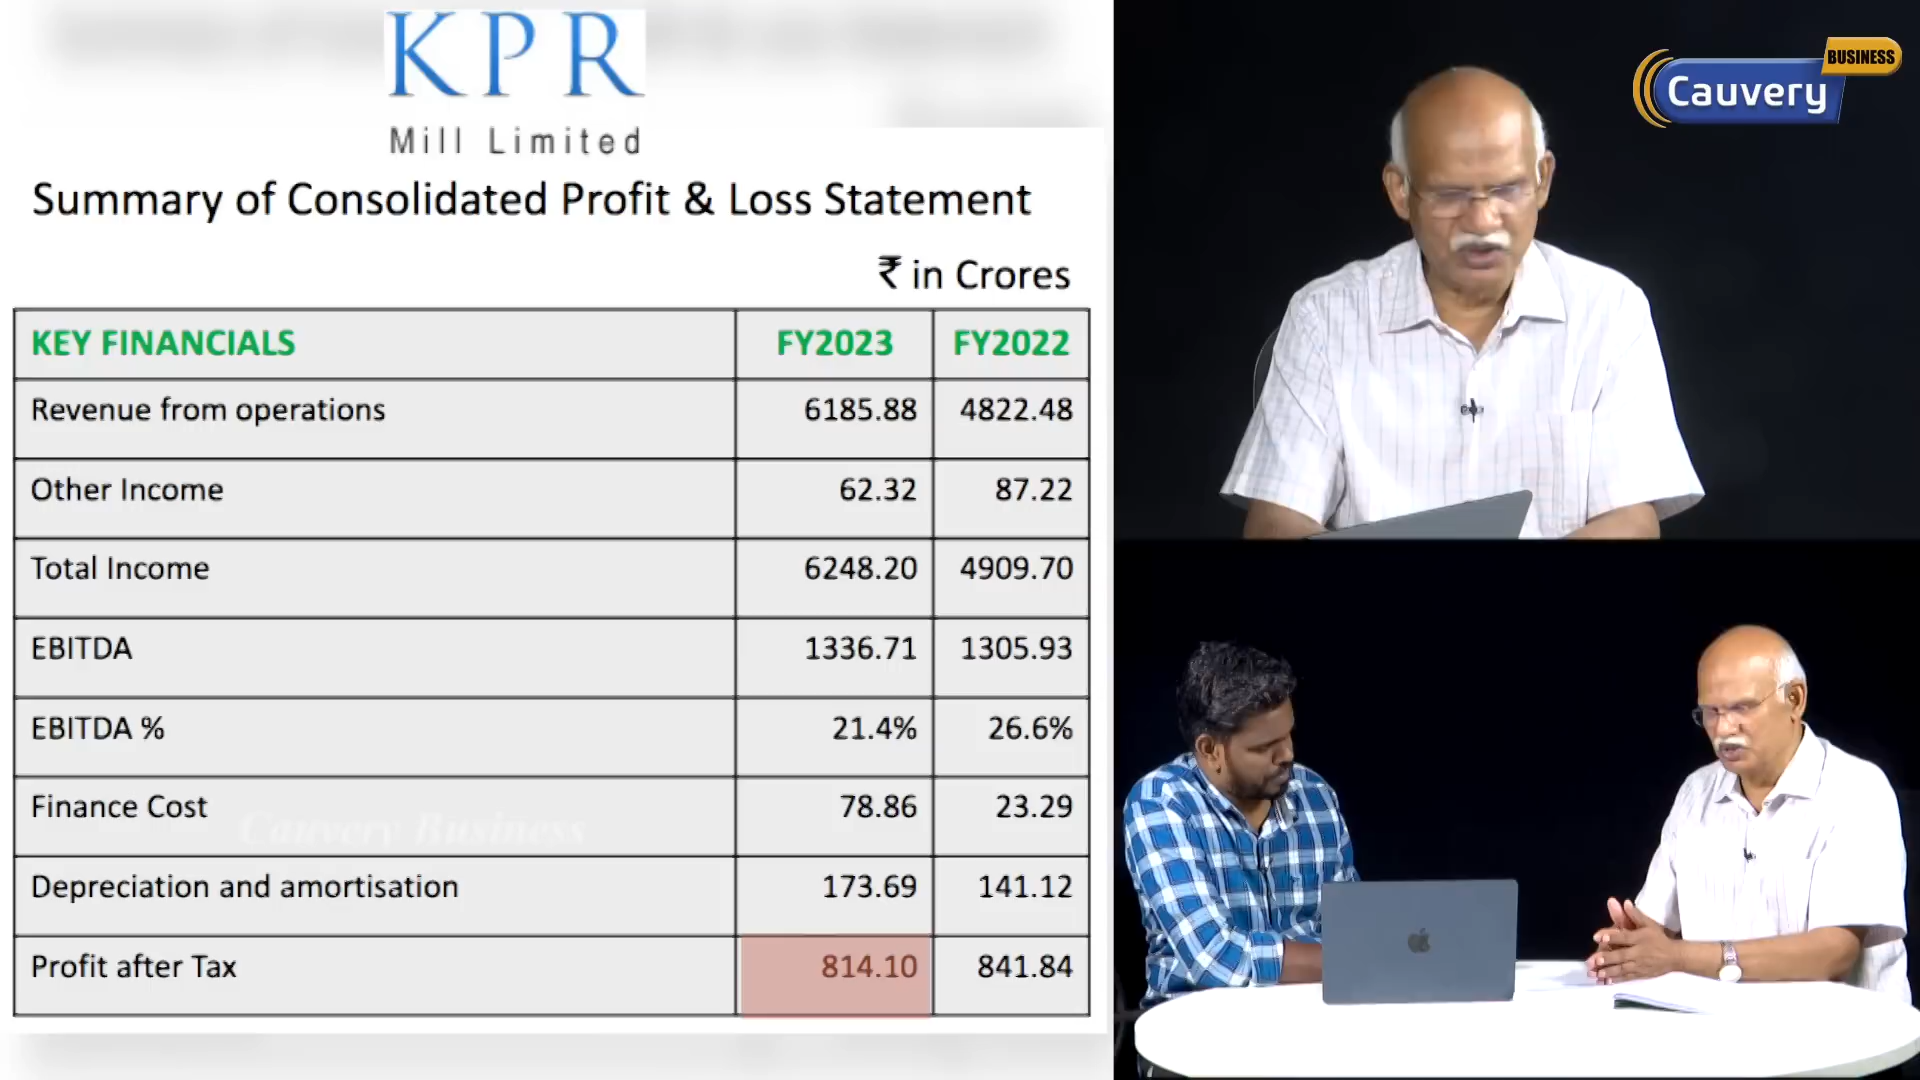 KPR
Mill Limited
Summary of Consolidated Profit & Loss Statement
₹ in Crores
KEY FINANCIALS FY2023 FY2022
Revenue from operations 6185.88 4822.48
Other Income 62.32 87.22
Total Income 6248.20 4909.70
EBITDA 1336.71 1305.93
EBITDA % 21.4% 26.6%
Finance Cost 78.86 23.29
Cauvery Business
Depreciation and amortisation 173.69 141.12
Profit after Tax 814.10 841.84
BUSINESS
Cauvery